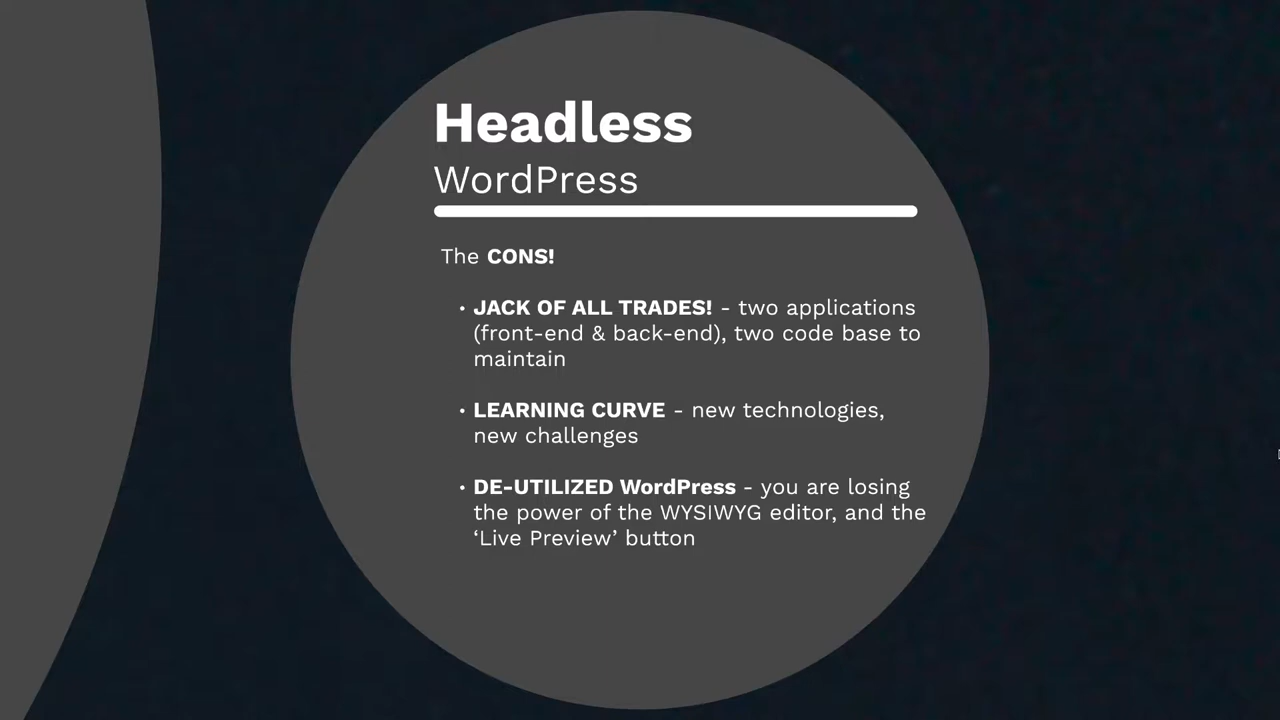 Headless
WordPress
The CONS!
• JACK OF ALL TRADES! - two applications
(front-end & back-end), two code base to
maintain
• LEARNING CURVE - new technologies,
new challenges
• DE-UTILIZED WordPress - you are losing
the power of the WYSIWYG editor, and the
‘Live Preview’ button